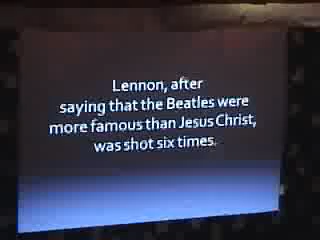 Lennon, after
saying that the Beatles were
more famous than Jesus Christ,
was shot six times.